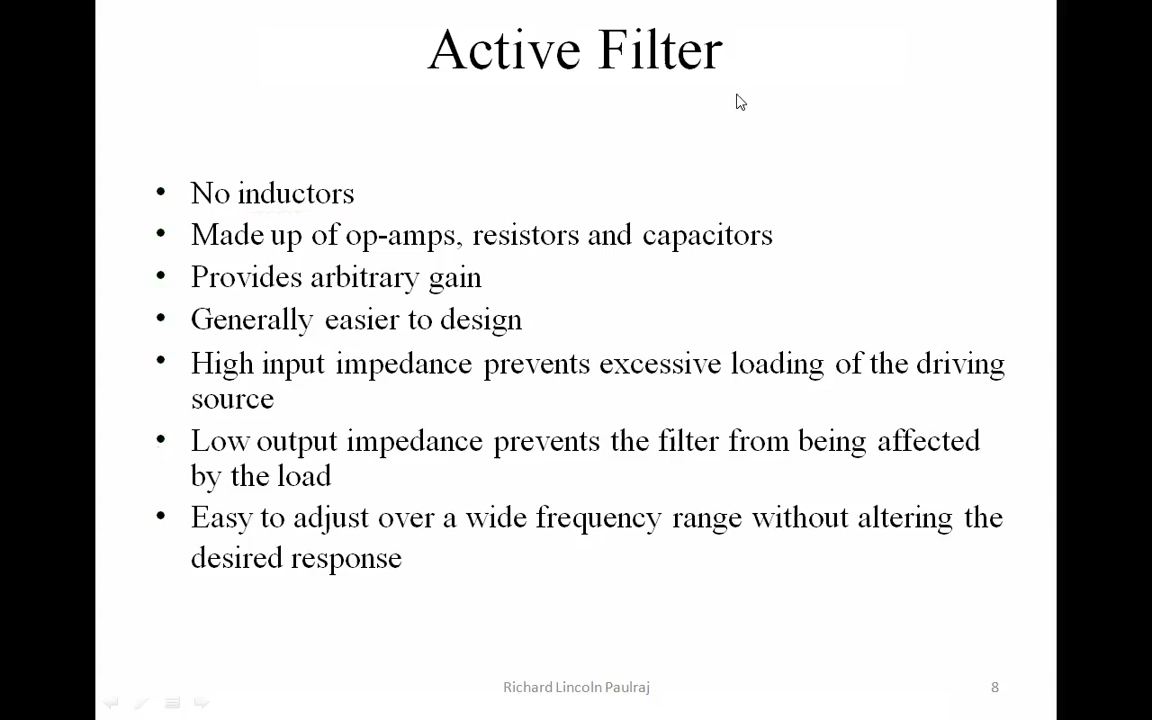 Active Filter
• No inductors
• Made up of op-amps, resistors and capacitors
• Provides arbitrary gain
• Generally easier to design
• High input impedance prevents excessive loading of the driving
source
• Low output impedance prevents the filter from being affected
by the load
• Easy to adjust over a wide frequency range without altering the
desired response
Richard Lincoln Paulraj
8